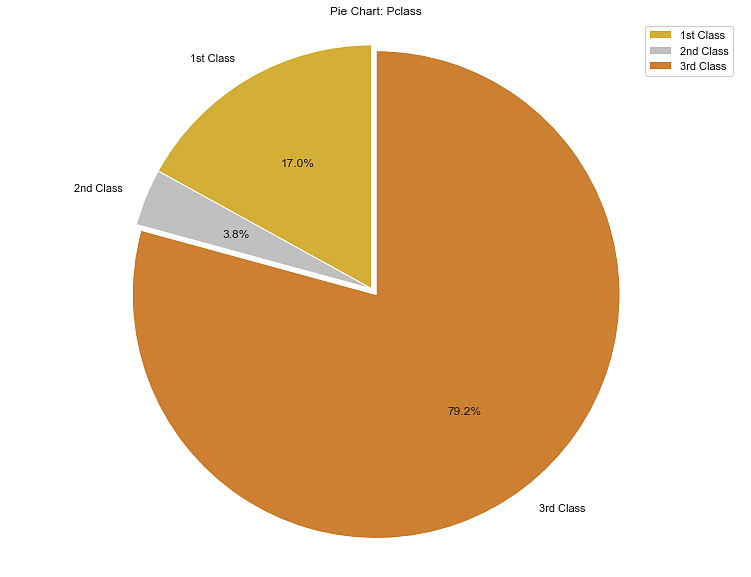 Pie Chart: Pclass
1st Class
2nd Class
3rd Class
1st Class
17.0%
2nd Class
3.8%
79.2%
3rd Class